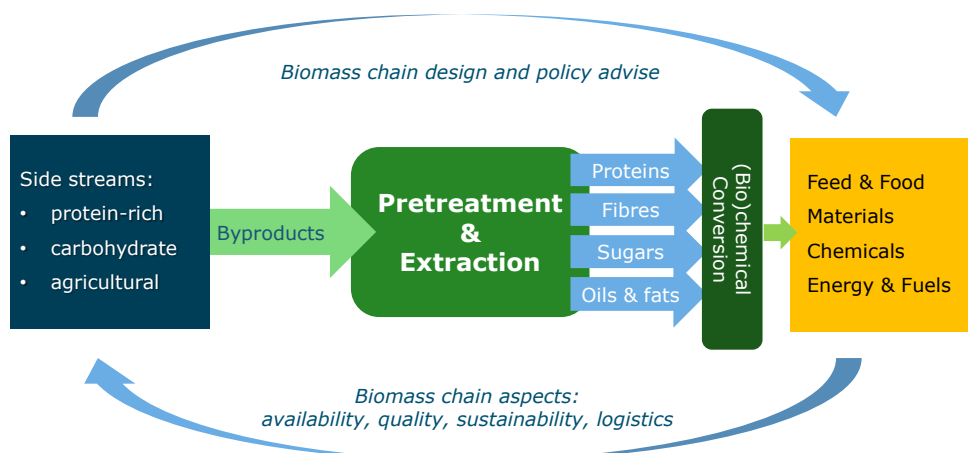 Biomass chain design and policy advise
Side streams:
• protein-rich
• carbohydrate
• agricultural
Byproducts
Pretreatment
&
Extraction
Proteins
Fibres
Sugars
Oils & fats
(Bio)chemical
Conversion
Feed & Food
Materials
Chemicals
Energy & Fuels
Biomass chain aspects:
availability, quality, sustainability, logistics